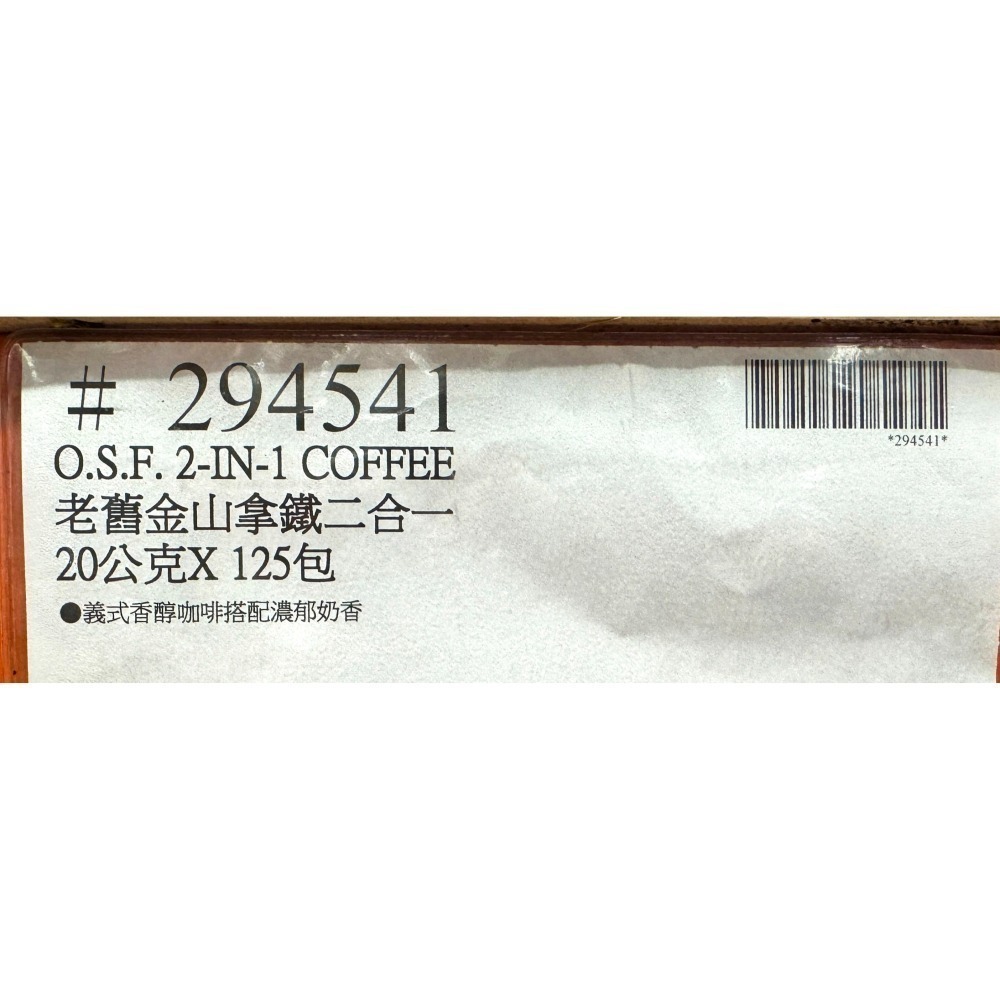 # 294541
*294541*
O.S.F. 2-IN-1 COFFEE
老舊金山拿鐵二合一
20公克X 125包
●義式香醇咖啡搭配濃郁奶香